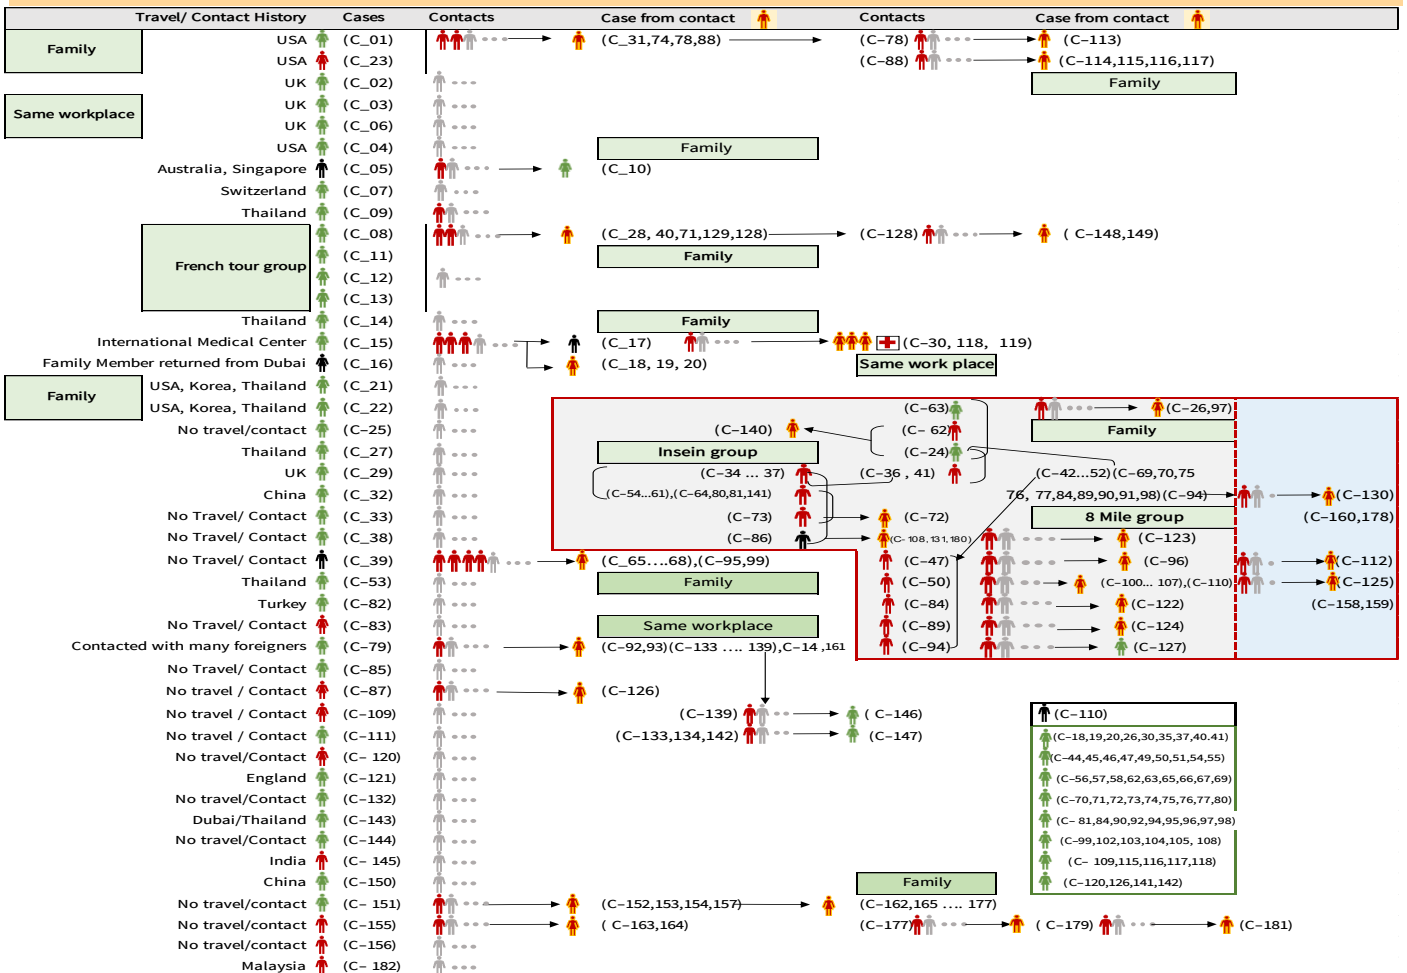 Travel/ Contact History Cases Contacts Case from contact Contacts Case from contact
Family
USA (C_01) (C_31,74,78,88) (C-78) (C-113)
USA (C_23) (C-88) (C-114,115,116,117)
UK (C_02) Family
Same workplace
UK (C_03)
UK (C_06)
USA (C_04) Family
Australia, Singapore (C_05) (C_10)
Switzerland (C_07)
Thailand (C_09)
French tour group
(C_08) (C_28, 40,71,129,128) (C-128) ( C-148,149)
(C_11) Family
(C_12)
(C_13)
Thailand (C_14) Family
International Medical Center (C_15) (C_17) (C-30, 118, 119)
Family Member returned from Dubai (C_16) (C_18, 19, 20) Same work place
Family
USA, Korea, Thailand (C_21)
USA, Korea, Thailand (C_22) (C-63) (C-26,97)
No travel/contact (C-25) (C-140) (C- 62) Family
Thailand (C_27) Insein group (C-24)
UK (C_29) (C-34 ... 37) (C-36 , 41) (C-42...52)(C-69,70,75
China (C_32) (C-54...61),(C-64,80,81,141) 76, 77,84,89,90,91,98)(C-94) (C-130)
No Travel/ Contact (C_33) (C-73) (C-72) 8 Mile group (C-160,178)
No Travel/ Contact (C_38) (C-86) (C- 108,131,180) (C-123)
No Travel/ Contact (C_39) (C_65....68),(C-95,99) (C-47) (C-96) (C-112)
Thailand (C-53) Family (C-50) (C-100... 107),(C-110) (C-125)
Turkey (C-82) (C-84) (C-122) (C-158,159)
No Travel/ Contact (C-83) Same workplace (C-89) (C-124)
Contacted with many foreigners (C-79) (C-92,93)(C-133 .... 139),C-14 ,161 (C-94) (C-127)
No Travel/ Contact (C-85)
No travel / Contact (C-87) (C-126)
No travel / Contact (C-109) (C-139) ( C-146) (C-110)
No travel / Contact (C-111) (C-133,134,142) (C-147) (C-18,19,20,26,30,35,37,40.41)
No travel/Contact (C- 120) (C-44,45,46,47,49,50,51,54,55)
England (C-121) (C-56,57,58,62,63,65,66,67,69)
No travel/Contact (C-132) (C-70,71,72,73,74,75,76,77,80)
Dubai/Thailand (C-143) (C- 81,84,90,92,94,95,96,97,98)
No travel/Contact (C-144) (C-99,102,103,104,105, 108)
India (C- 145) (C- 109,115,116,117,118)
China (C-150) Family (C-120,126,141,142)
No travel/contact (C- 151) (C-152,153,154,157) (C-162,165 .... 177)
No travel/contact (C-155) ( C-163,164) (C-177) ( C-179) (C-181)
No travel/contact (C-156)
Malaysia (C- 182)